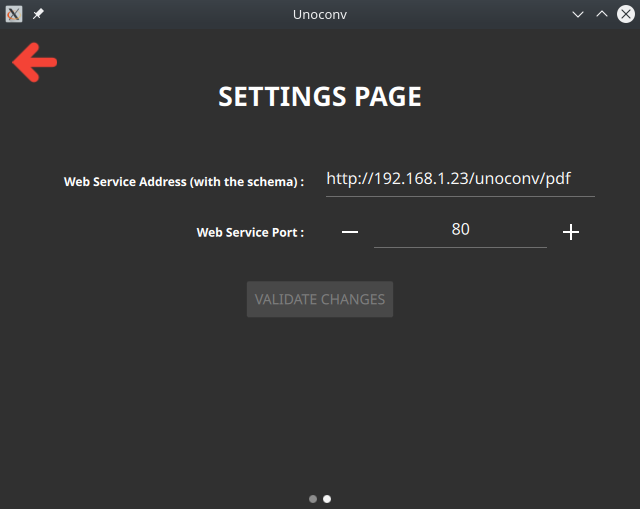 Unoconv
SETTINGS PAGE
Web Service Address (with the schema) : http://192.168.1.23/unoconv/pdf
Web Service Port : 80
VALIDATE CHANGES